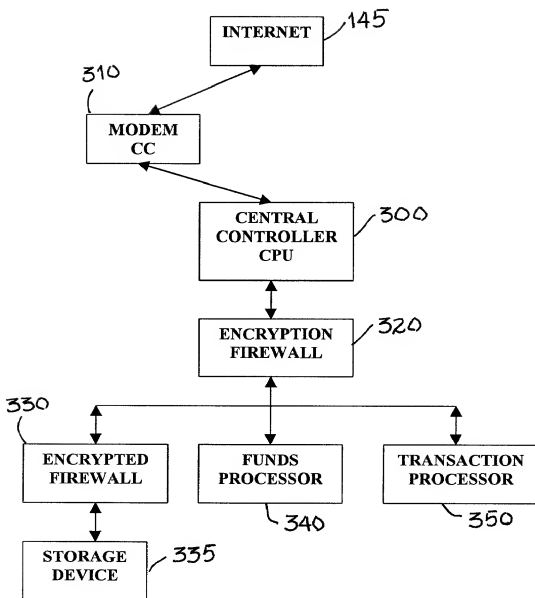 INTERNET
145
310
MODEM
CC
CENTRAL
CONTROLLER
CPU
300
ENCRYPTION
FIREWALL
320
330
ENCRYPTED
FIREWALL
FUNDS
PROCESSOR
TRANSACTION
PROCESSOR
340
350
STORAGE
DEVICE
335